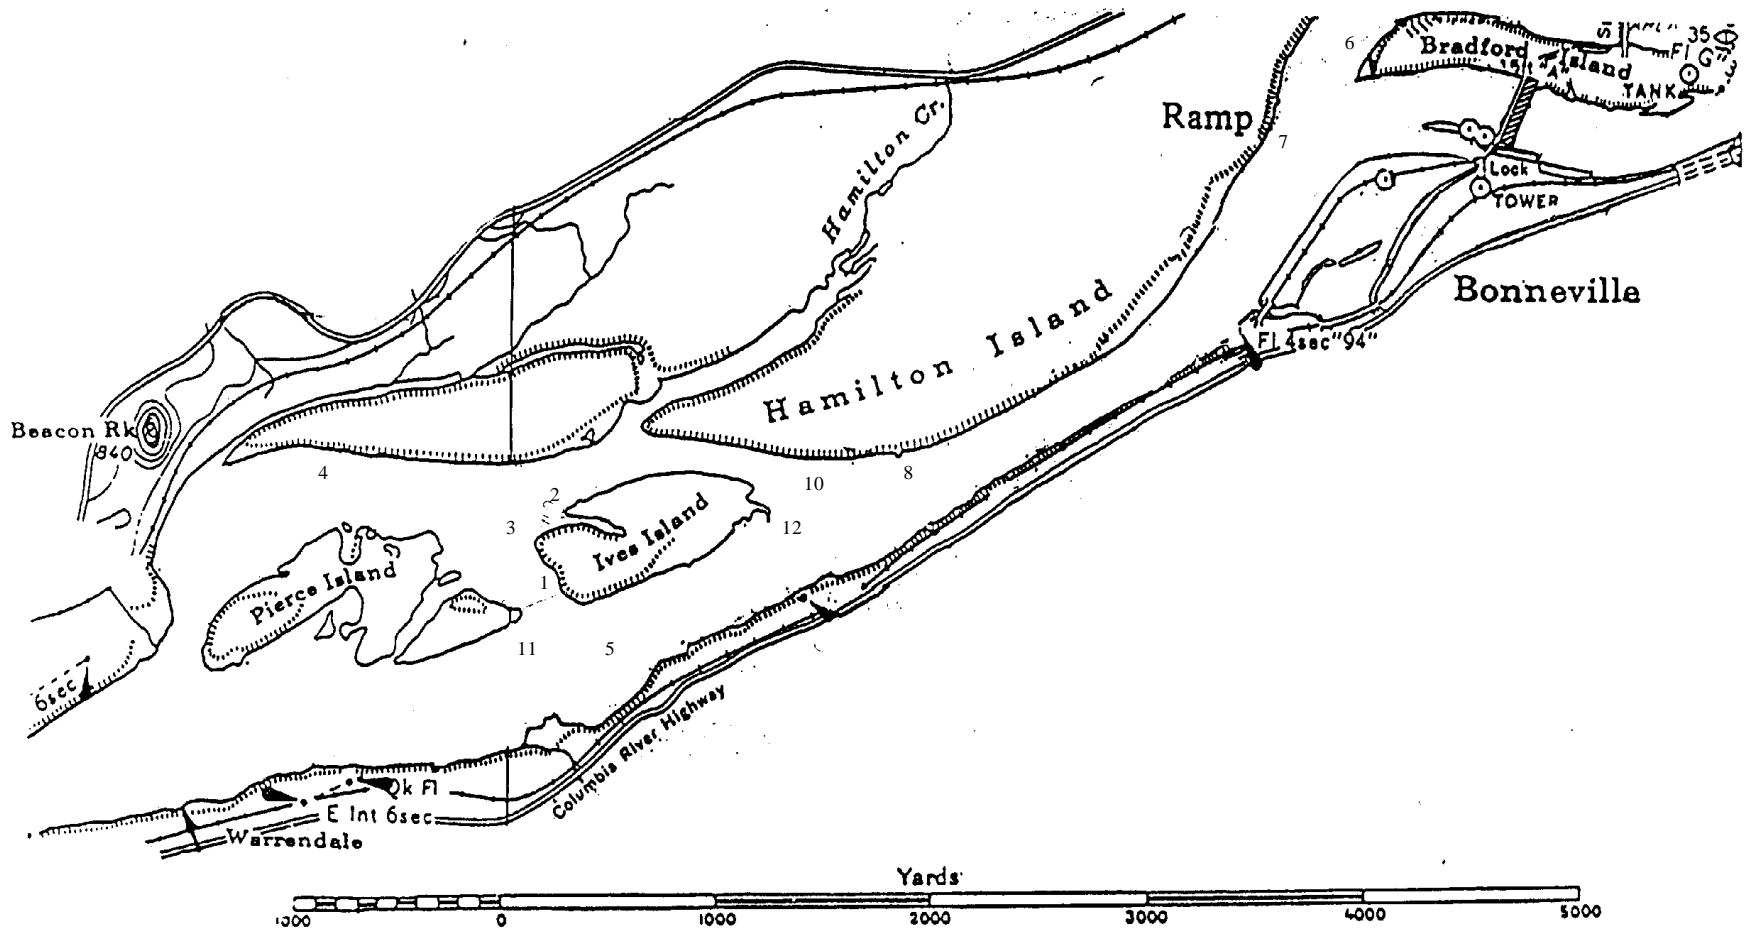 6
Bradford
Island
35
Fl G
TANK
Ramp
7
Hamilton Cr.
Lock
TOWER
Bonneville
Hamilton Island
Fl 4sec "94"
Beacon Rk
840
4
10
8
2
3
12
Ives Island
1
Pierce Island
11
5
6sec
Columbia River Highway
Qk Fl
E Int 6sec
Warrendale
Yards
1000 0 1000 2000 3000 4000 5000